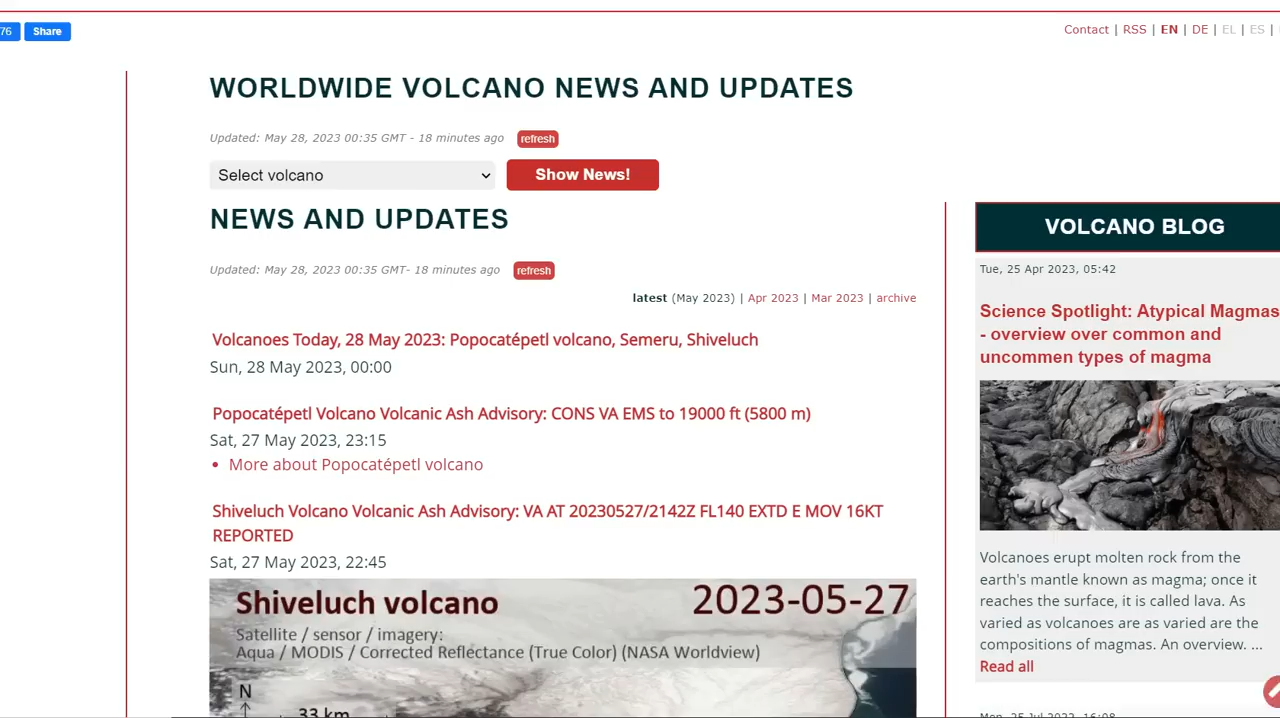 76 Share
Contact | RSS | EN | DE | EL | ES |
WORLDWIDE VOLCANO NEWS AND UPDATES
Updated: May 28, 2023 00:35 GMT - 18 minutes ago refresh
Select volcano Show News!
NEWS AND UPDATES
Updated: May 28, 2023 00:35 GMT- 18 minutes ago refresh
latest (May 2023) | Apr 2023 | Mar 2023 | archive
Volcanoes Today, 28 May 2023: Popocatépetl volcano, Semeru, Shiveluch
Sun, 28 May 2023, 00:00
Popocatépetl Volcano Volcanic Ash Advisory: CONS VA EMS to 19000 ft (5800 m)
Sat, 27 May 2023, 23:15
• More about Popocatépetl volcano
Shiveluch Volcano Volcanic Ash Advisory: VA AT 20230527/2142Z FL140 EXTD E MOV 16KT
REPORTED
Sat, 27 May 2023, 22:45
Shiveluch volcano 2023-05-27
Satellite / sensor / imagery:
Aqua / MODIS / Corrected Reflectance (True Color) (NASA Worldview)
N
33 km
VOLCANO BLOG
Tue, 25 Apr 2023, 05:42
Science Spotlight: Atypical Magmas
- overview over common and
uncommen types of magma
Volcanoes erupt molten rock from the
earth's mantle known as magma; once it
reaches the surface, it is called lava. As
varied as volcanoes are as varied are the
compositions of magmas. An overview. ...
Read all
Mon, 25 Jul 2022, 16:08